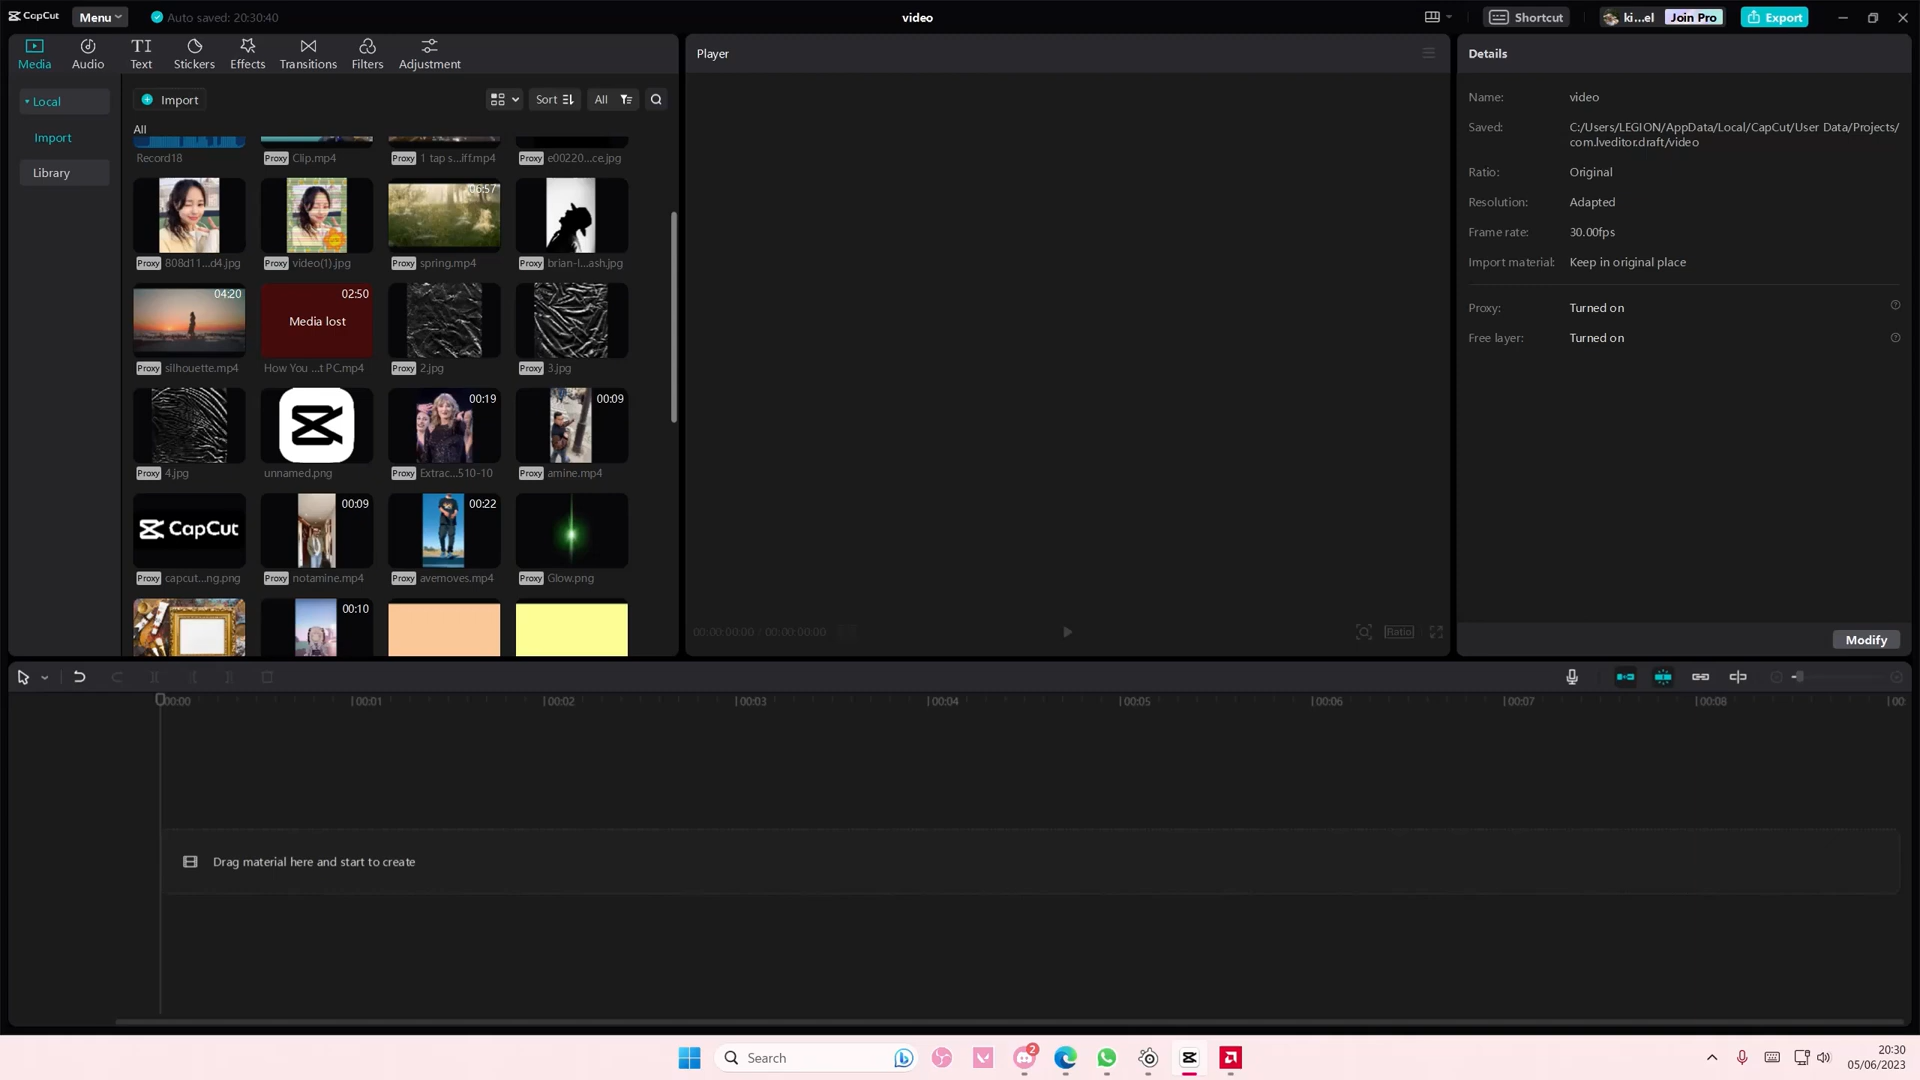 CapCut
Menu
Auto saved: 20:30:40
video
Shortcut
ki...el
Join Pro
Export
Media
Audio
Text
Stickers
Effects
Transitions
Filters
Adjustment
Local
Import
Library
Import
Sort
All
All
Record18
Proxy Clip.mp4
Proxy 1 tap s...iff.mp4
Proxy e00220...ce.jpg
06:57
Proxy 808d11...d4.jpg
Proxy video(1).jpg
Proxy spring.mp4
Proxy brian-l...ash.jpg
04:20
02:50
Media lost
Proxy silhouette.mp4
How You ...t PC.mp4
Proxy 2.jpg
Proxy 3.jpg
00:19
00:09
Proxy 4.jpg
unnamed.png
Proxy Extrac...510-10
Proxy amine.mp4
CapCut
00:09
00:22
Proxy capcut...ng.png
Proxy notamine.mp4
Proxy avemoves.mp4
Proxy Glow.png
00:10
Player
00:00:00:00 / 00:00:00:00
Ratio
Details
Name: video
Saved: C:/Users/LEGION/AppData/Local/CapCut/User Data/Projects/
com.lveditor.draft/video
Ratio: Original
Resolution: Adapted
Frame rate: 30.00fps
Import material: Keep in original place
Proxy: Turned on
Free layer: Turned on
Modify
00:00
00:01
00:02
00:03
00:04
00:05
00:06
00:07
00:08
00:
Drag material here and start to create
Search
2
20:30
05/06/2023